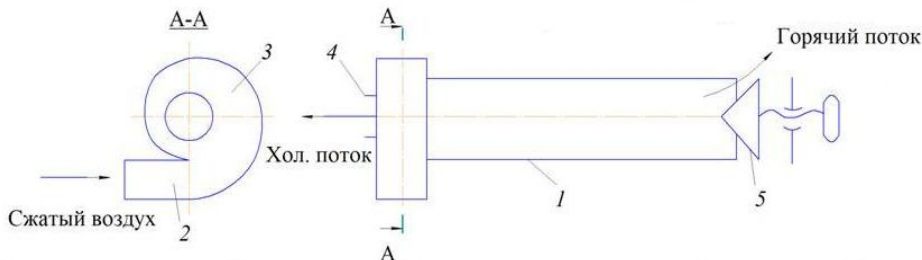 А-А
3
Сжатый воздух
2
А
4
Горячий поток
Хол. поток
1
5
А